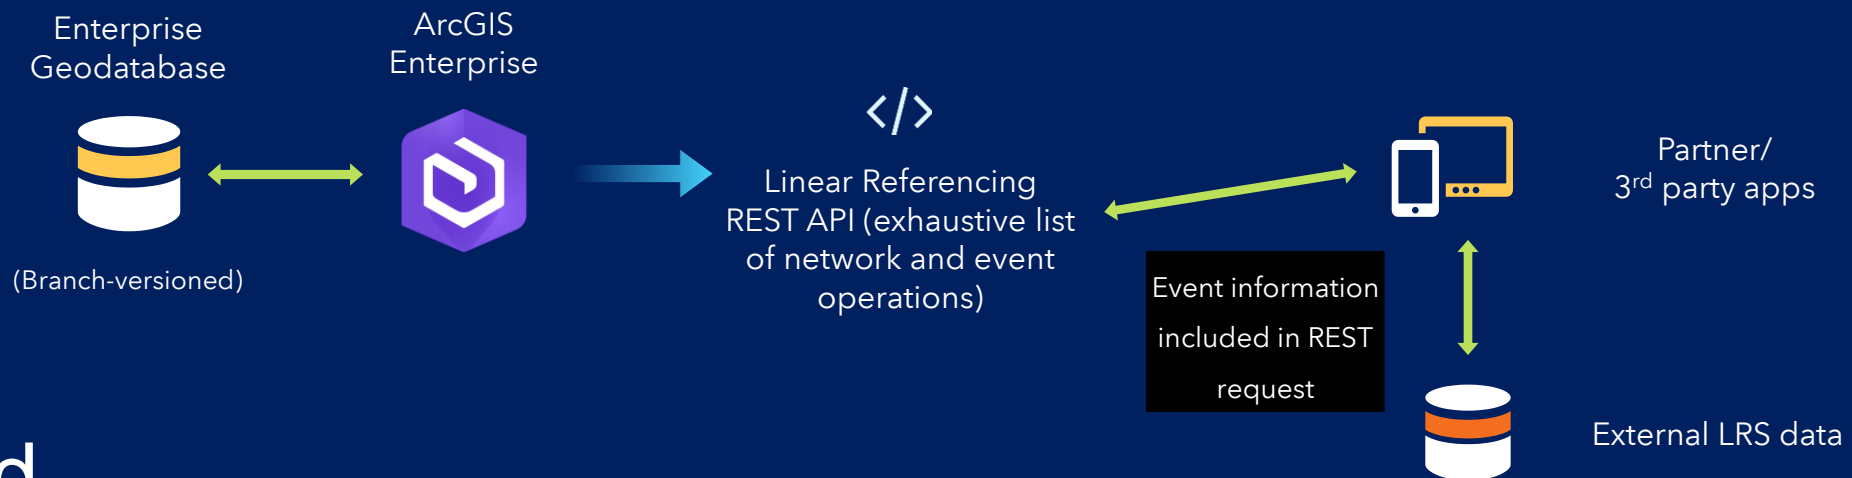 Enterprise
Geodatabase
(Branch-versioned)
ArcGIS
Enterprise
</>
Linear Referencing
REST API (exhaustive list
of network and event
operations)
Event information
included in REST
request
Partner/
3rd party apps
External LRS data
d